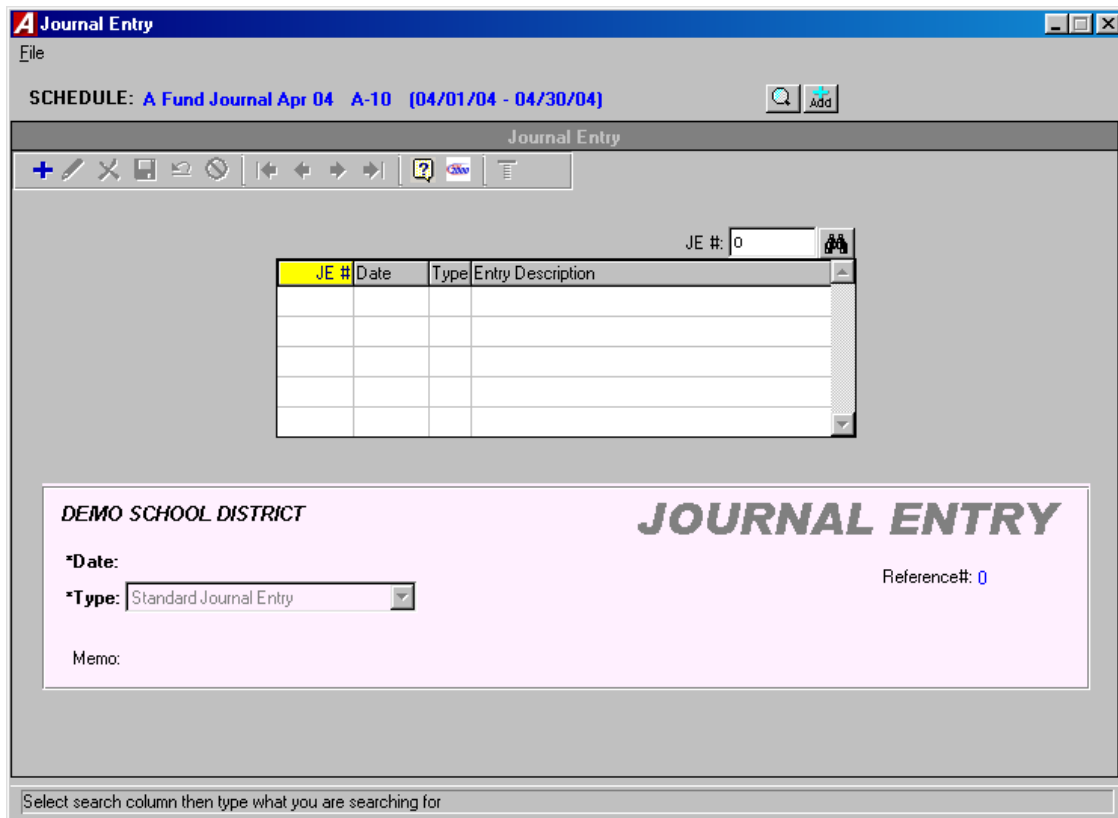 Journal Entry
File
SCHEDULE: A Fund Journal Apr 04 A-10 (04/01/04 - 04/30/04)
Add
Journal Entry
JE #: 0
JE # Date Type Entry Description
DEMO SCHOOL DISTRICT
JOURNAL ENTRY
*Date:
Reference#: 0
*Type: Standard Journal Entry
Memo:
Select search column then type what you are searching for